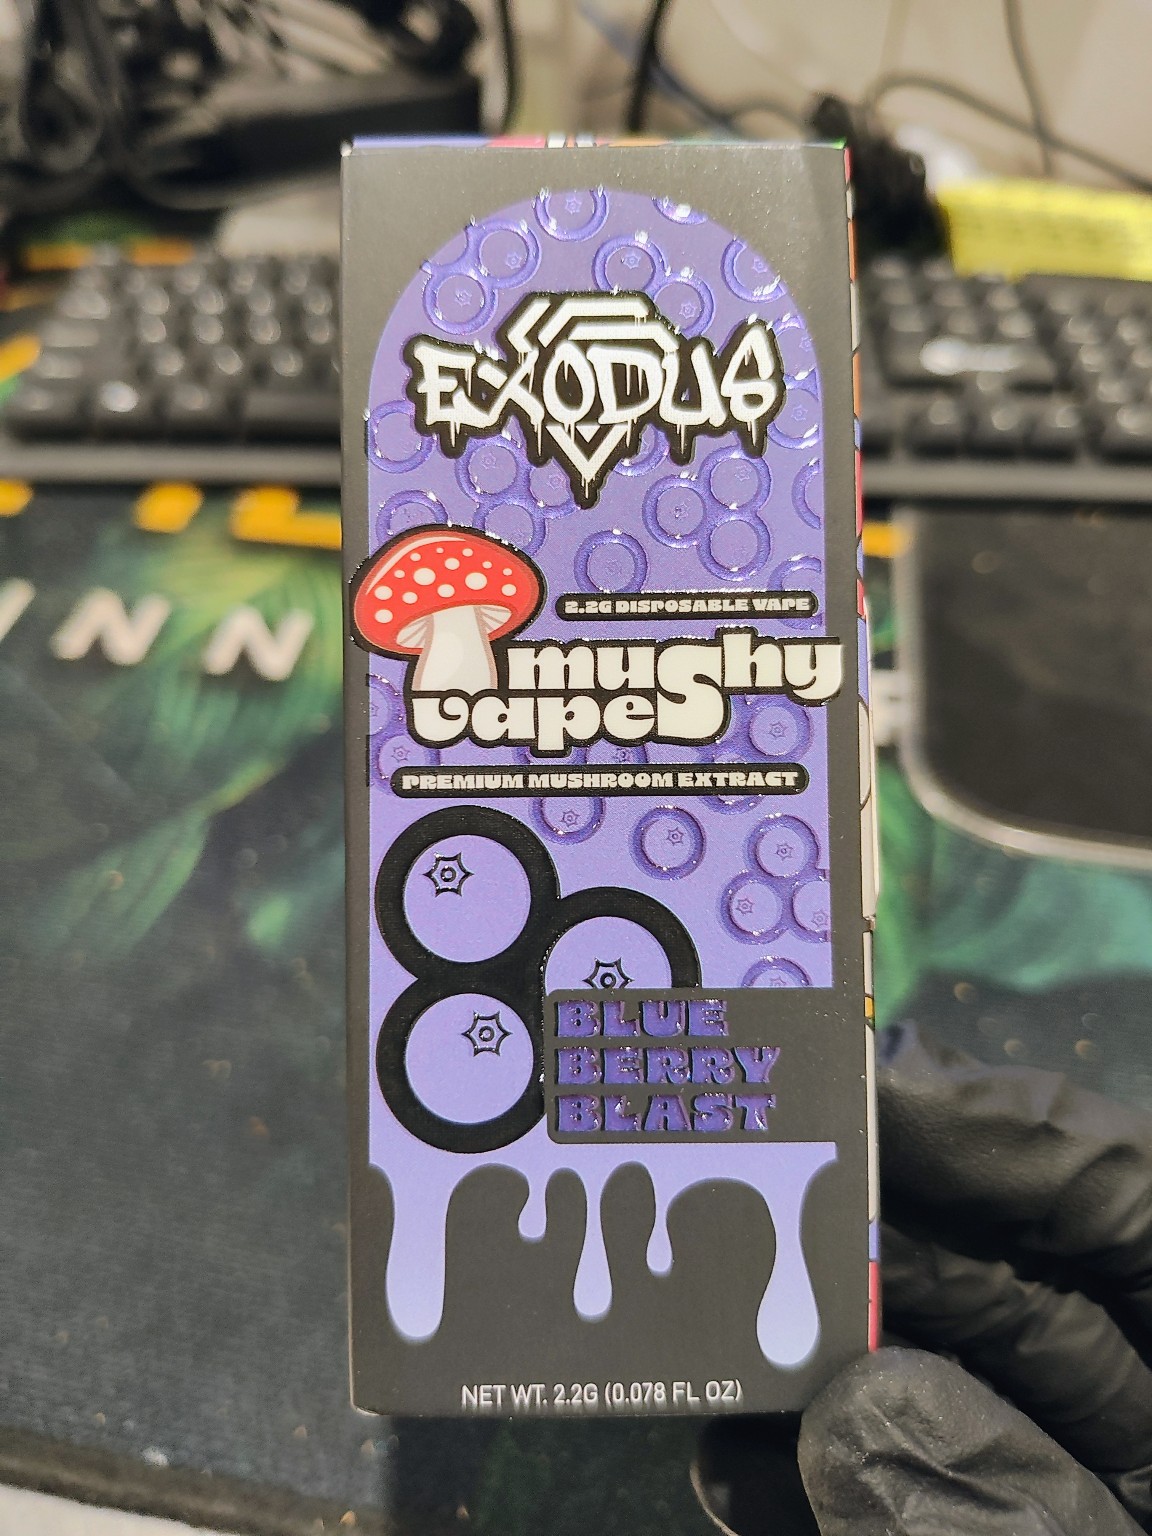 EXODUS
2.2G DISPOSABLE VAPE
mushy
vapes
PREMIUM MUSHROOM EXTRACT
BLUE
BERRY
BLAST
NET WT. 2.2G (0.078 FL OZ)
INN